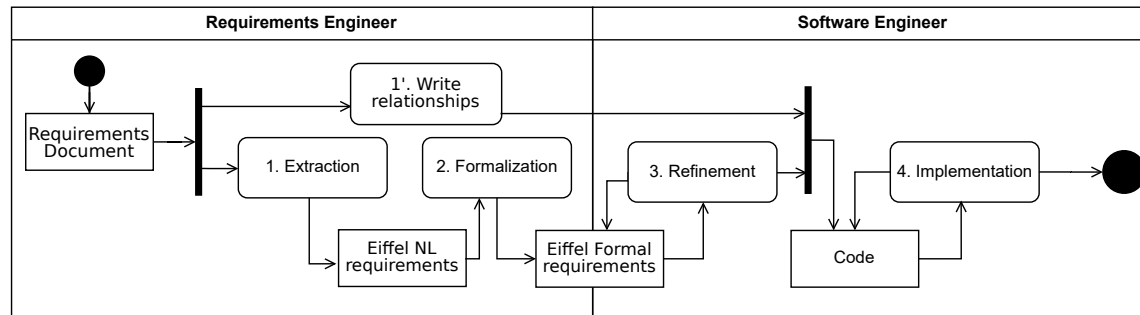 Requirements Engineer
Software Engineer
1'. Write
relationships
Requirements
Document
1. Extraction
2. Formalization
3. Refinement
4. Implementation
Eiffel NL
requirements
Eiffel Formal
requirements
Code